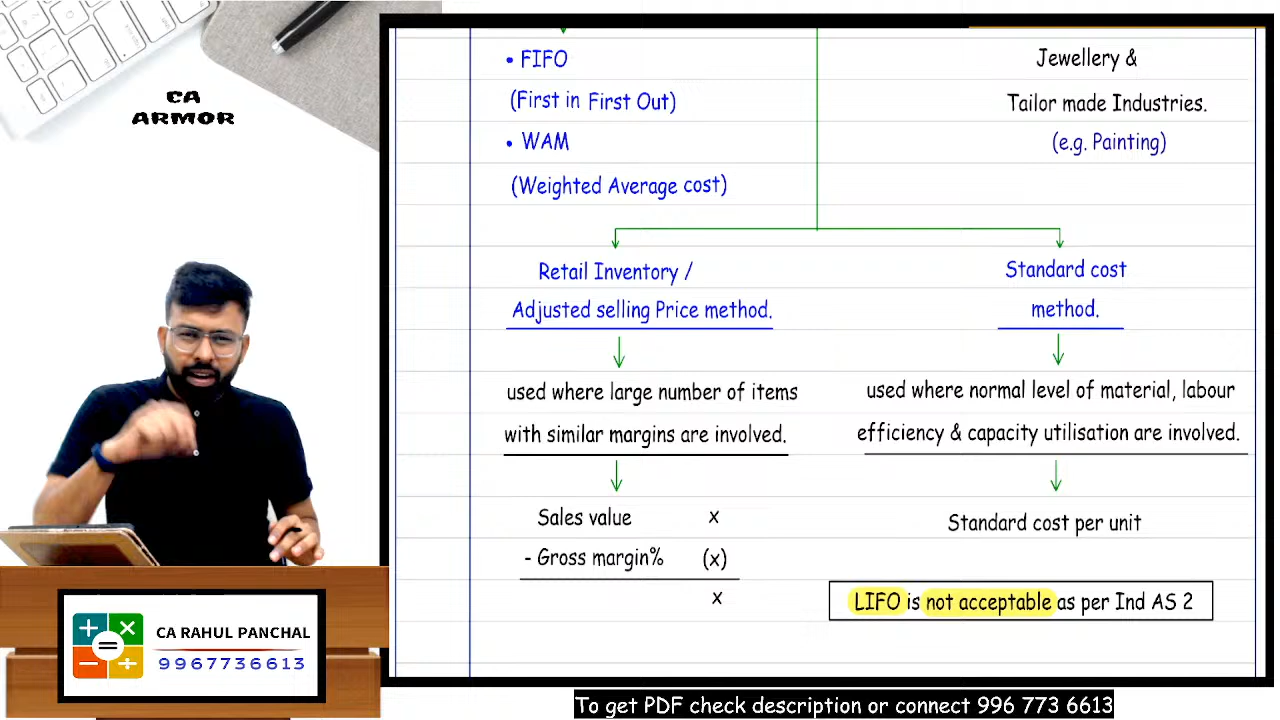 CA
ARMOR
• FIFO
(First in First Out)
• WAM
(Weighted Average cost)
Jewellery &
Tailor made Industries.
(e.g. Painting)
Retail Inventory /
Adjusted selling Price method.
used where large number of items
with similar margins are involved.
Sales value x
- Gross margin% (x)
x
Standard cost
method.
used where normal level of material, labour
efficiency & capacity utilisation are involved.
Standard cost per unit
LIFO is not acceptable as per Ind AS 2
CA RAHUL PANCHAL
9967736613
To get PDF check description or connect 996 773 6613